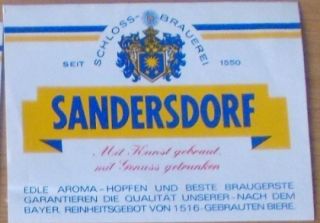 SCHLOSS-BRAUEREI
SEIT 1550
SANDERSDORF
Mit Kunst gebraut,
mit Genuss getrunken
EDLE AROMA-HOPFEN UND BESTE BRAUGERSTE
GARANTIEREN DIE QUALITÄT UNSERER-NACH DEM
BAYER. REINHEITSGEBOT VON 1516-GEBRAUTEN BIERE.